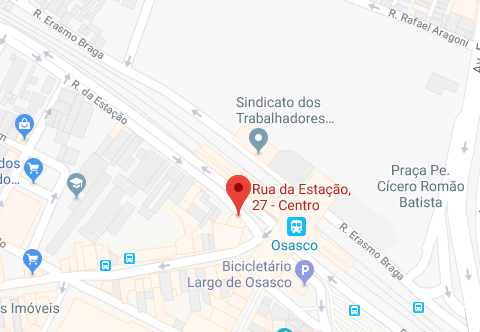 R. Rafael Aragoni
R. Erasmo Braga
R. da Estação
Sindicato dos
Trabalhadores...
Praça Pe.
Cícero Romão
Batista
dos
do...
Rua da Estação,
27 - Centro
Osasco
R. Erasmo Braga
Bicicletário
Largo de Osasco
P
s Imóveis